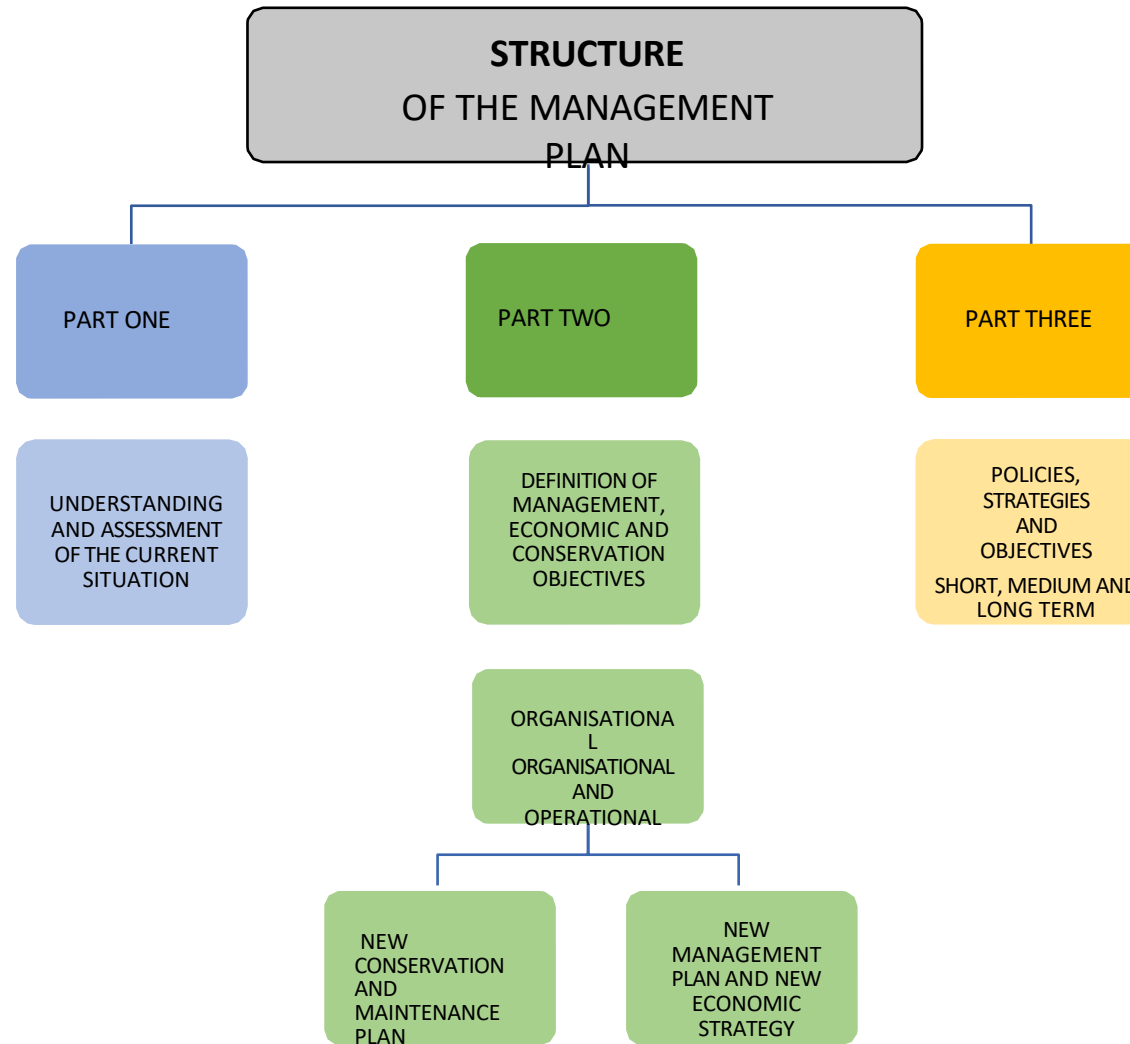 STRUCTURE
OF THE MANAGEMENT
PLAN
PART ONE
PART TWO
PART THREE
UNDERSTANDING
AND ASSESSMENT
OF THE CURRENT
SITUATION
DEFINITION OF
MANAGEMENT,
ECONOMIC AND
CONSERVATION
OBJECTIVES
POLICIES,
STRATEGIES
AND
OBJECTIVES
SHORT, MEDIUM AND
LONG TERM
ORGANISATIONA
L
ORGANISATIONAL
AND
OPERATIONAL
NEW
CONSERVATION
AND
MAINTENANCE
PLAN
NEW
MANAGEMENT
PLAN AND NEW
ECONOMIC
STRATEGY